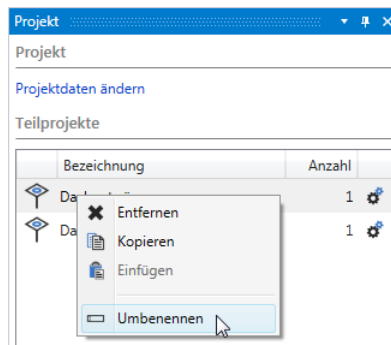 Projekt
Projekt
Projektdaten ändern
Teilprojekte
Bezeichnung Anzahl
1
Entfernen
Kopieren
1
Einfügen
Umbenennen